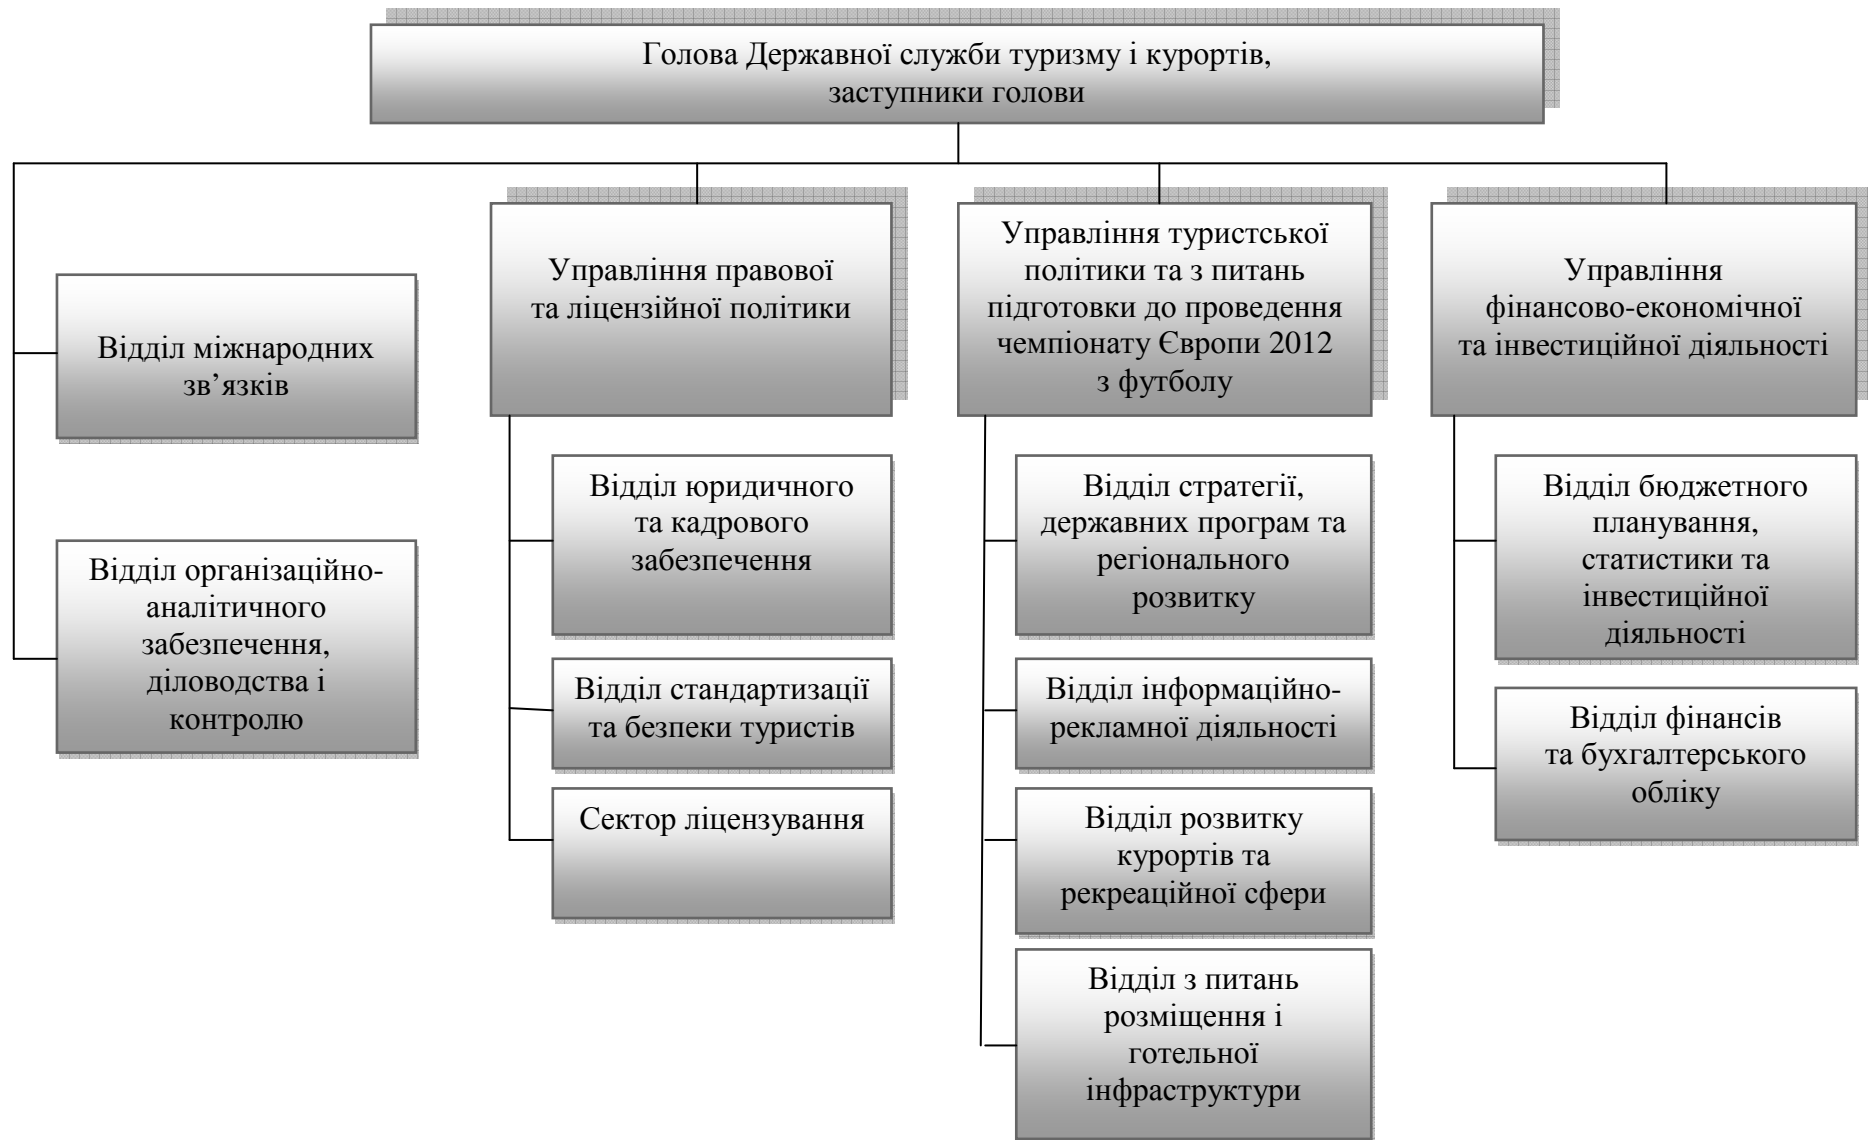 Голова Державної служби туризму і курортів,
заступники голови
Відділ міжнародних
зв’язків
Відділ організаційно-
аналітичного
забезпечення,
діловодства і
контролю
Управління правової
та ліцензійної політики
Відділ юридичного
та кадрового
забезпечення
Відділ стандартизації
та безпеки туристів
Сектор ліцензування
Управління туристської
політики та з питань
підготовки до проведення
чемпіонату Європи 2012
з футболу
Відділ стратегії,
державних програм та
регіонального
розвитку
Відділ інформаційно-
рекламної діяльності
Відділ розвитку
курортів та
рекреаційної сфери
Відділ з питань
розміщення і
готельної
інфраструктури
Управління
фінансово-економічної
та інвестиційної діяльності
Відділ бюджетного
планування,
статистики та
інвестиційної
діяльності
Відділ фінансів
та бухгалтерського
обліку